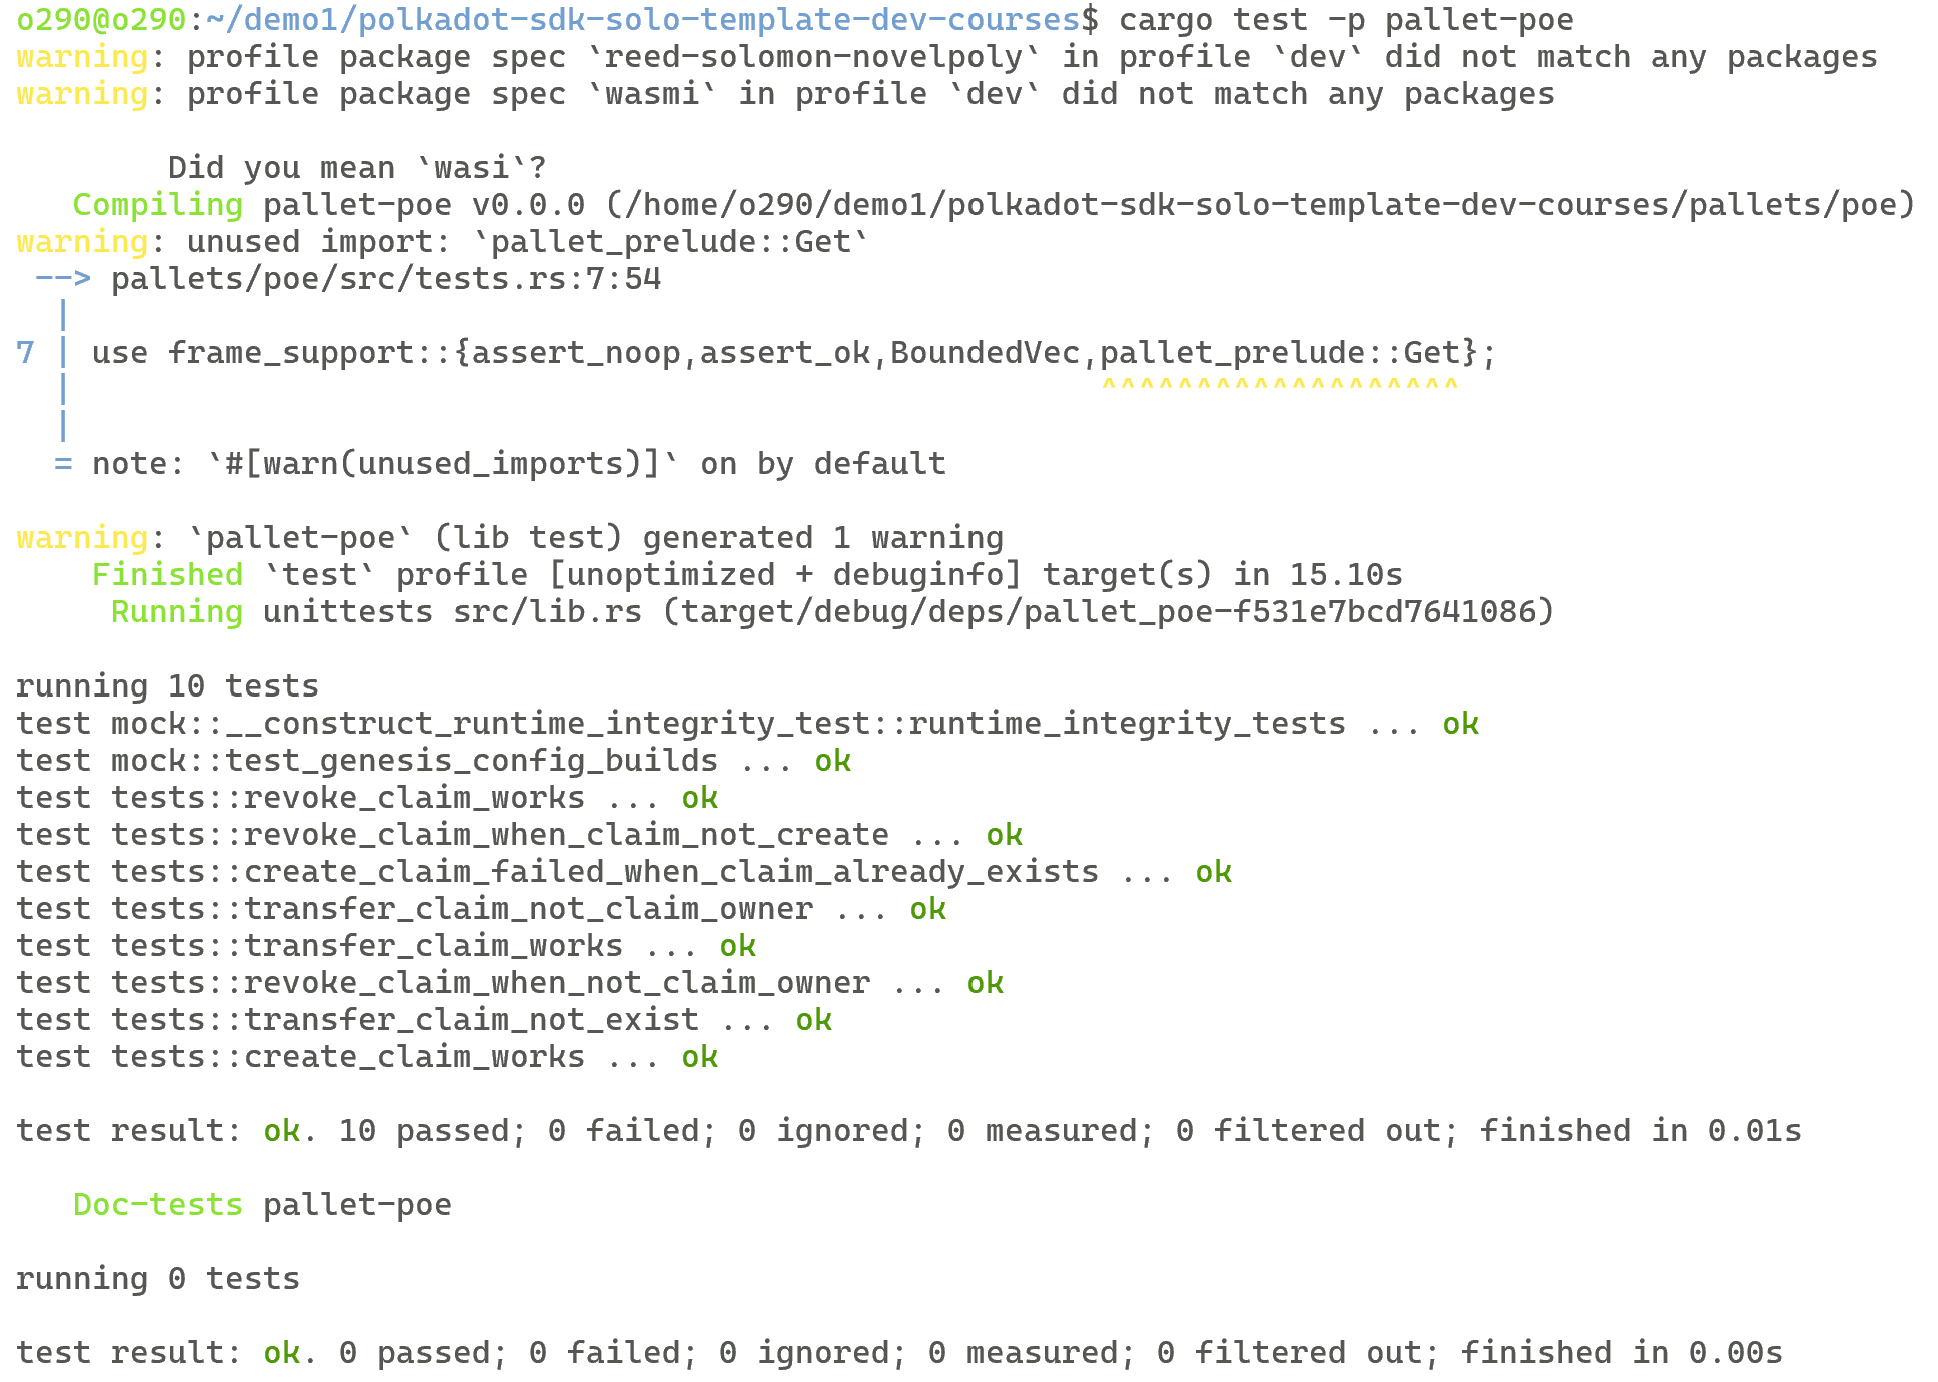 o290@o290:~/demo1/polkadot-sdk-solo-template-dev-courses$ cargo test -p pallet-poe
warning: profile package spec `reed-solomon-novelpoly` in profile `dev` did not match any packages
warning: profile package spec `wasmi` in profile `dev` did not match any packages

        Did you mean `wasi`?
   Compiling pallet-poe v0.0.0 (/home/o290/demo1/polkadot-sdk-solo-template-dev-courses/pallets/poe)
warning: unused import: `pallet_prelude::Get`
 --> pallets/poe/src/tests.rs:7:54
  |
7 | use frame_support::{assert_noop,assert_ok,BoundedVec,pallet_prelude::Get};
  |                                                      ^^^^^^^^^^^^^^^^^^^
  |
  = note: `#[warn(unused_imports)]` on by default

warning: `pallet-poe` (lib test) generated 1 warning
    Finished `test` profile [unoptimized + debuginfo] target(s) in 15.10s
     Running unittests src/lib.rs (target/debug/deps/pallet_poe-f531e7bcd7641086)

running 10 tests
test mock::__construct_runtime_integrity_test::runtime_integrity_tests ... ok
test mock::test_genesis_config_builds ... ok
test tests::revoke_claim_works ... ok
test tests::revoke_claim_when_claim_not_create ... ok
test tests::create_claim_failed_when_claim_already_exists ... ok
test tests::transfer_claim_not_claim_owner ... ok
test tests::transfer_claim_works ... ok
test tests::revoke_claim_when_not_claim_owner ... ok
test tests::transfer_claim_not_exist ... ok
test tests::create_claim_works ... ok

test result: ok. 10 passed; 0 failed; 0 ignored; 0 measured; 0 filtered out; finished in 0.01s

   Doc-tests pallet-poe

running 0 tests

test result: ok. 0 passed; 0 failed; 0 ignored; 0 measured; 0 filtered out; finished in 0.00s